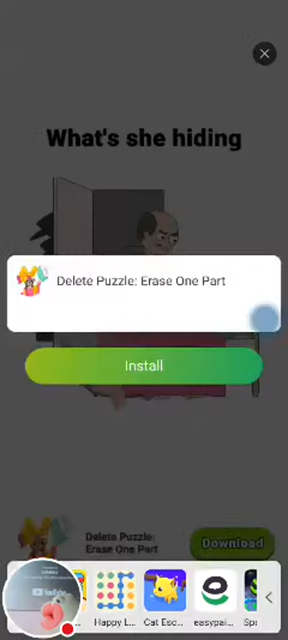 What's she hiding
Delete Puzzle: Erase One Part
Install
Delete Puzzle:
Erase One Part
Download
Happy L...
Cat Esc...
easypai...